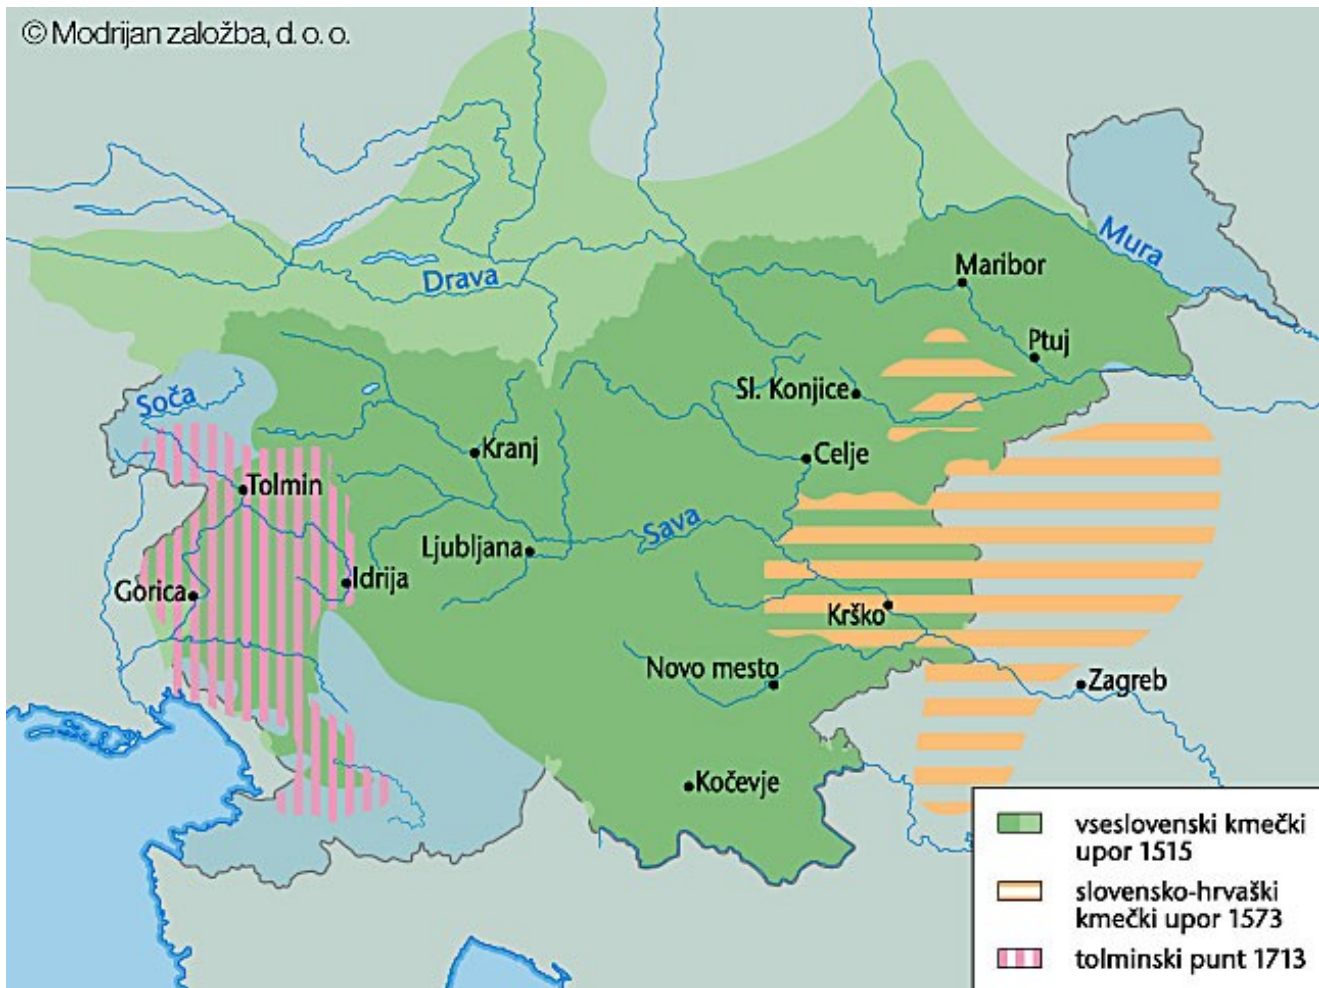 © Modrijan založba, d. o. o.
Mura
Maribor
Drava
Ptuj
Sl. Konjice
Soča
Kranj
Celje
Tolmin
Sava
Ljubljana
Idrija
Gorica
Krško
Novo mesto
Zagreb
Kočevje
vseslovenski kmečki
upor 1515
slovensko-hrvaški
kmečki upor 1573
tolminski punt 1713